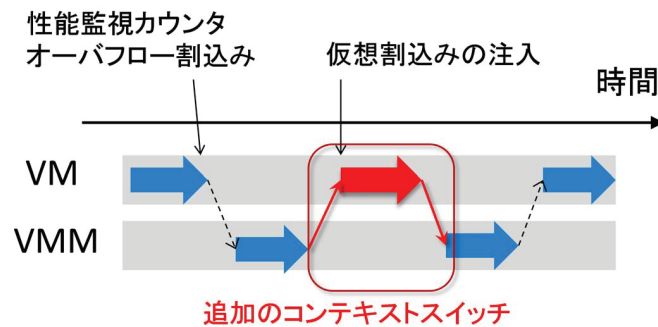 性能監視カウンタ
オーバフロー割込み
仮想割込みの注入
時間
VM
VMM
追加のコンテキストスイッチ